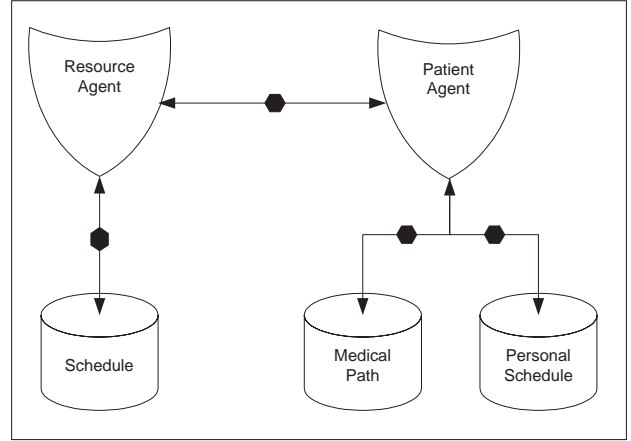 Resource
Agent
Patient
Agent
Schedule
Medical
Path
Personal
Schedule